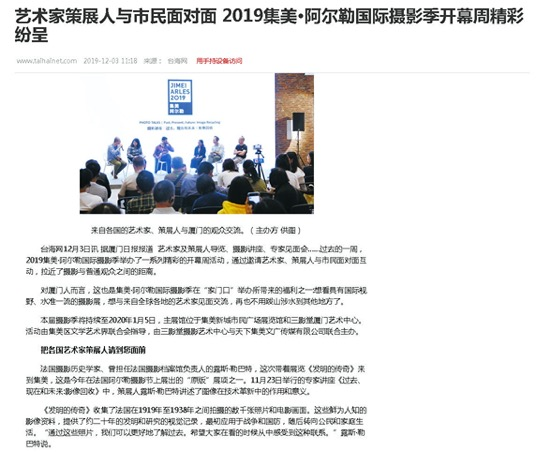 艺术家策展人与市民面对面 2019集美•阿尔勒国际摄影季开幕周精彩
纷呈
www.taihainet.com 2019-12-03 11:18 来源： 台海网 用手持设备访问
JIMEI
ARLES
2019
集美
阿尔勒
来自各国的艺术家、策展人与厦门的观众交流。（主办方 供图）
台海网12月3日讯 据厦门日报报道 艺术家及策展人导览、摄影讲座、专家见面会……过去的一周，
2019集美·阿尔勒国际摄影季举办了一系列精彩的开幕周活动，通过邀请艺术家、策展人与市民面对面互
动，拉近了摄影与普通观众之间的距离。
对厦门人而言，这也是集美·阿尔勒国际摄影季在“家门口”举办所带来的福利之一：想看具有国际视
野、水准一流的摄影展，想与来自全球各地的艺术家见面交流，再也不用跋山涉水到其他地方了。
本届摄影季将持续至2020年1月5日，主展馆位于集美新城市民广场展览馆和三影堂厦门艺术中心。
活动由集美区文学艺术界联合会指导，由三影堂摄影艺术中心与天下集美文广传媒有限公司联合主办。
把各国艺术家策展人请到您面前
法国摄影历史学家、曾担任法国摄影档案馆负责人的露斯·勒巴特，这次带着展览《发明的传奇》来
到集美，这是今年在法国阿尔勒摄影节上展出的“原版”展项之一。11月23日举行的专家讲座《过去、
现在和未来:影像回收》中，策展人露斯·勒巴特讲述了图像在技术革新中的作用和意义。
《发明的传奇》收集了法国在1919年至1938年之间拍摄的数千张照片和电影画面。这些鲜为人知的
影像资料，提供了约二十年的发明和研究的视觉记录，最初应用于战争和国防，随后转向公民和家庭生
活。“通过这些照片，我们可以更好地了解过去。希望大家在看的时候从中感受到这种联系。”露斯·勒
巴特说。